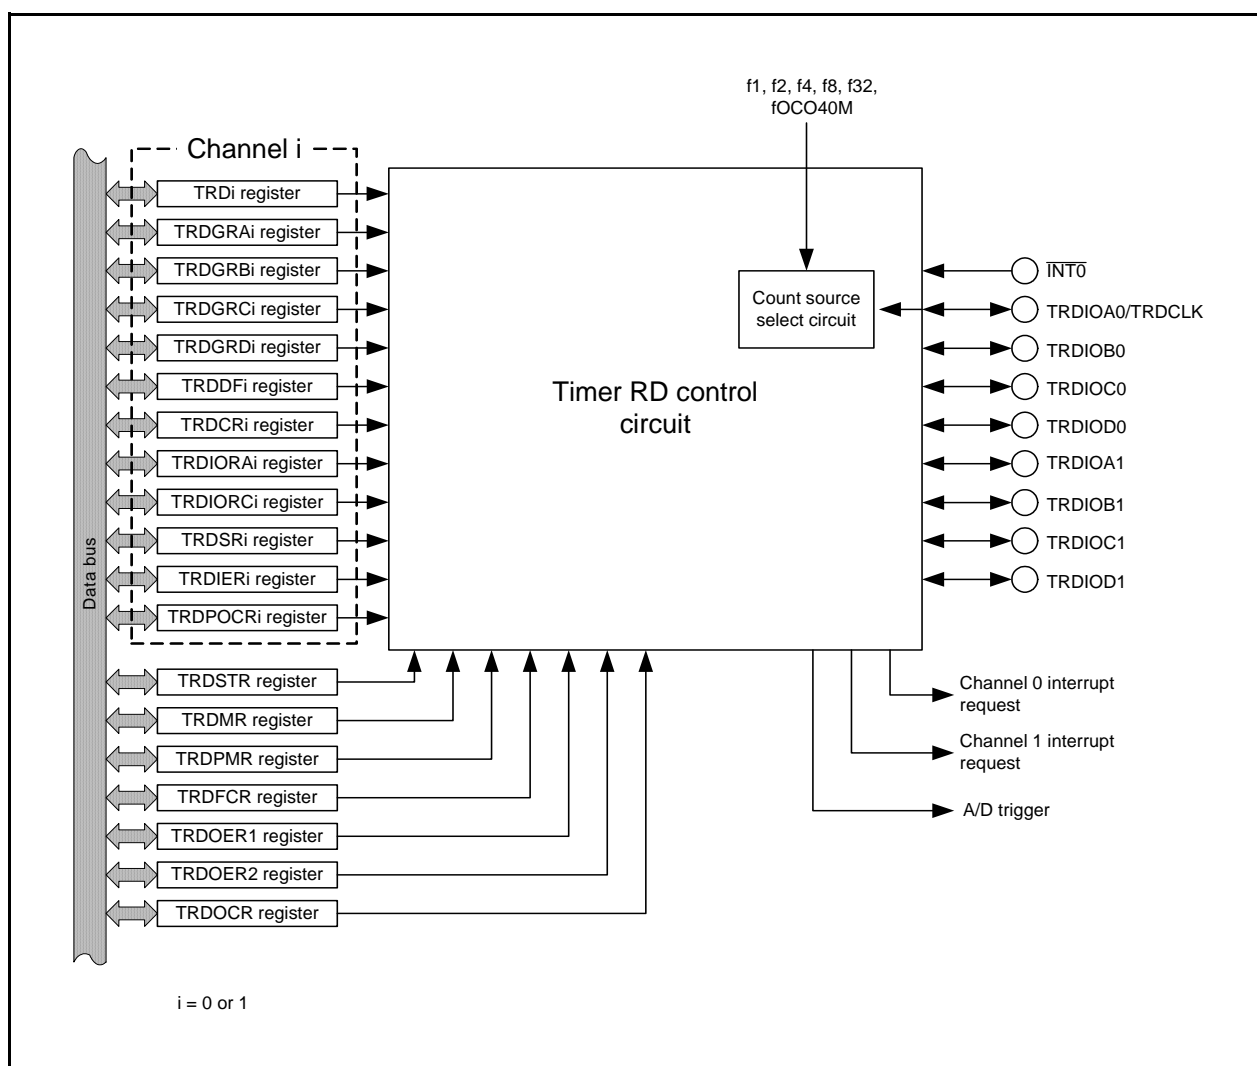 f1, f2, f4, f8, f32,
fOCO40M
Channel i
TRDi register
TRDGRAi register
TRDGRBi register
TRDGRCi register
TRDGRDi register
TRDDFi register
TRDCRi register
TRDIORAi register
TRDIORCi register
TRDSRi register
TRDIERi register
TRDPOCRi register
TRDSTR register
TRDMR register
TRDPMR register
TRDFCR register
TRDOER1 register
TRDOER2 register
TRDOCR register
Data bus
Timer RD control
circuit
Count source
select circuit
INT0
TRDIOA0/TRDCLK
TRDIOB0
TRDIOC0
TRDIOD0
TRDIOA1
TRDIOB1
TRDIOC1
TRDIOD1
Channel 0 interrupt
request
Channel 1 interrupt
request
A/D trigger
i = 0 or 1